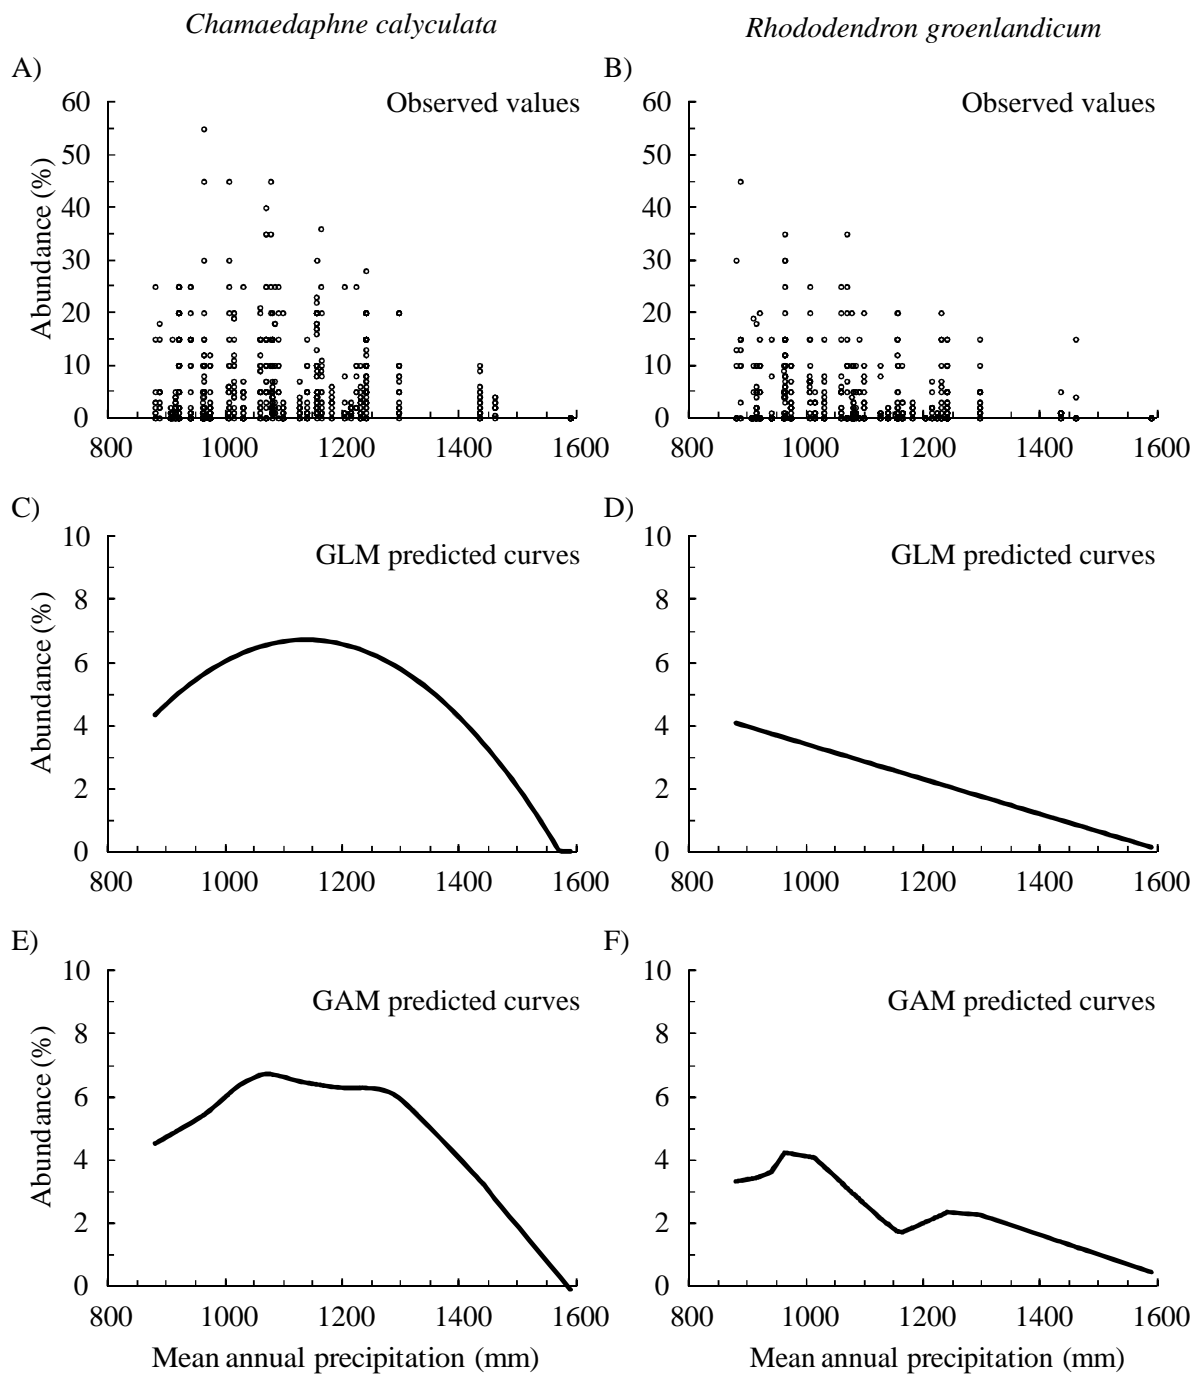 Chamaedaphne calyculata
Rhododendron groenlandicum
A)
B)
Observed values
Observed values
60
50
40
30
20
10
0
Abundance (%)
800 1000 1200 1400 1600
60
50
40
30
20
10
0
800 1000 1200 1400 1600
C)
D)
GLM predicted curves
GLM predicted curves
10
8
6
4
2
0
Abundance (%)
800 1000 1200 1400 1600
10
8
6
4
2
0
800 1000 1200 1400 1600
E)
F)
GAM predicted curves
GAM predicted curves
10
8
6
4
2
0
Abundance (%)
800 1000 1200 1400 1600
10
8
6
4
2
0
800 1000 1200 1400 1600
Mean annual precipitation (mm)
Mean annual precipitation (mm)